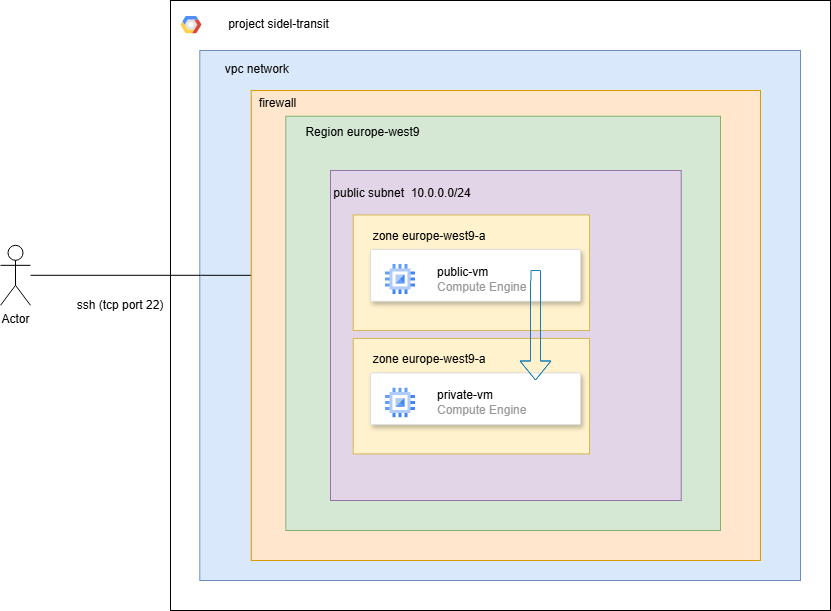 project sidel-transit
vpc network
firewall
Region europe-west9
public subnet 10.0.0.0/24
zone europe-west9-a
public-vm
Compute Engine
ssh (tcp port 22)
Actor
zone europe-west9-a
private-vm
Compute Engine